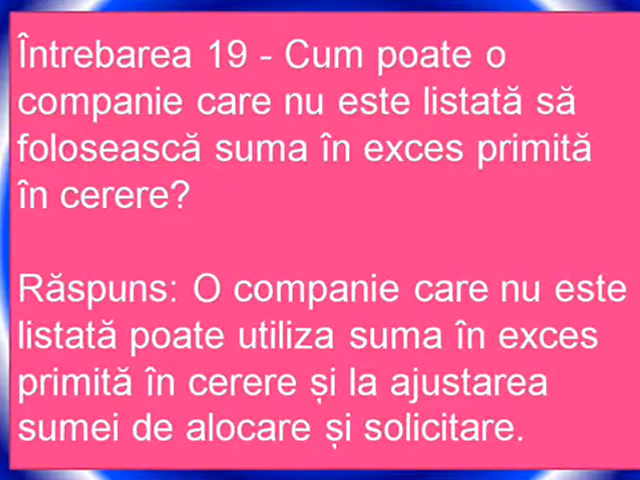 Întrebarea 19 - Cum poate o
companie care nu este listată să
folosească suma în exces primită
în cerere?
Răspuns: O companie care nu este
listată poate utiliza suma în exces
primită în cerere și la ajustarea
sumei de alocare și solicitare.